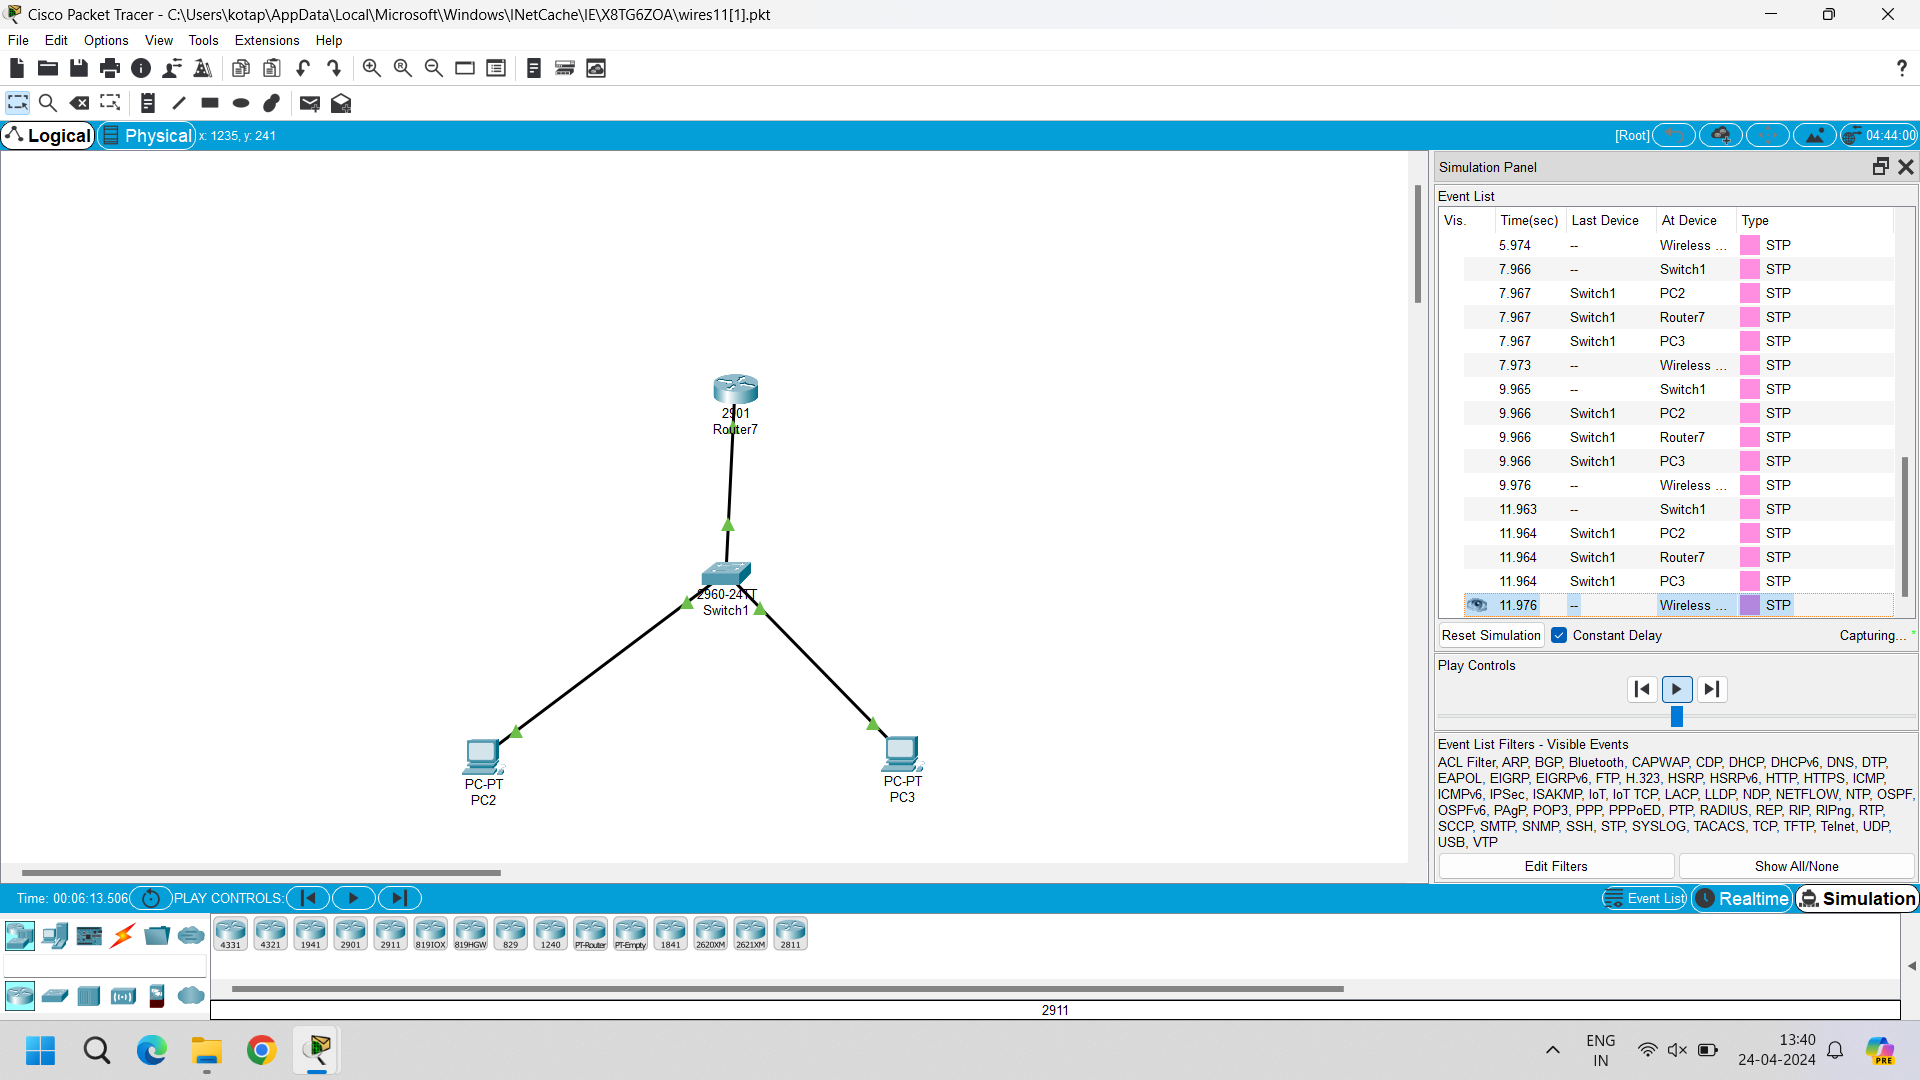 Cisco Packet Tracer - C:\Users\kotap\AppData\Local\Microsoft\Windows\INetCache\IE\X8TG6ZOA\wires11[1].pkt
File Edit Options View Tools Extensions Help
?
Logical Physical x: 1235, y: 241 [Root] 04:44:00
2901
Router7
2960-24TT
Switch1
PC-PT
PC2
PC-PT
PC3
Simulation Panel
Event List
Vis. Time(sec) Last Device At Device Type
5.974 -- Wireless ... STP
7.966 -- Switch1 STP
7.967 Switch1 PC2 STP
7.967 Switch1 Router7 STP
7.967 Switch1 PC3 STP
7.973 -- Wireless ... STP
9.965 -- Switch1 STP
9.966 Switch1 PC2 STP
9.966 Switch1 Router7 STP
9.966 Switch1 PC3 STP
9.976 -- Wireless ... STP
11.963 -- Switch1 STP
11.964 Switch1 PC2 STP
11.964 Switch1 Router7 STP
11.964 Switch1 PC3 STP
11.976 -- Wireless ... STP
Reset Simulation Constant Delay Capturing... *
Play Controls
Event List Filters - Visible Events
ACL Filter, ARP, BGP, Bluetooth, CAPWAP, CDP, DHCP, DHCPv6, DNS, DTP,
EAPOL, EIGRP, EIGRPv6, FTP, H.323, HSRP, HSRPv6, HTTP, HTTPS, ICMP,
ICMPv6, IPSec, ISAKMP, IoT, IoT TCP, LACP, LLDP, NDP, NETFLOW, NTP, OSPF,
OSPFv6, PAgP, POP3, PPP, PPPoED, PTP, RADIUS, REP, RIP, RIPng, RTP,
SCCP, SMTP, SNMP, SSH, STP, SYSLOG, TACACS, TCP, TFTP, Telnet, UDP,
USB, VTP
Edit Filters Show All/None
Time: 00:06:13.506 PLAY CONTROLS: Event List Realtime Simulation
4331 4321 1941 2901 2911 819IOX 819HGW 829 1240 PT-Router PT-Empty 1841 2620XM 2621XM 2811
2911
ENG
IN
13:40
24-04-2024
PRE